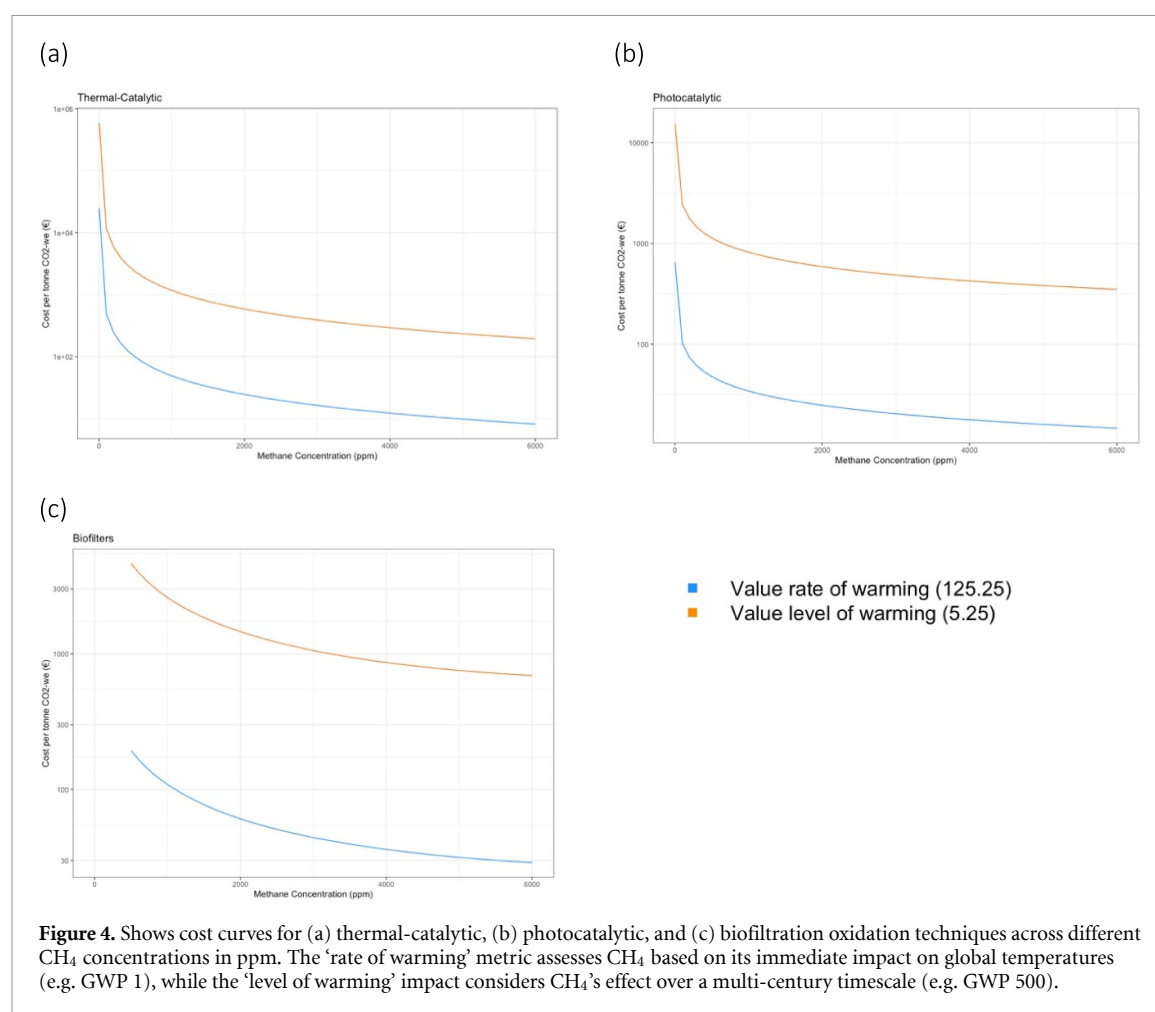 (a)
Thermal-Catalytic
1e+06
1e+04
1e+02
Cost per tonne CO2-we (€)
0
2000
4000
6000
Methane Concentration (ppm)
(b)
Photocatalytic
10000
1000
100
Cost per tonne CO2-we (€)
0
2000
4000
6000
Methane Concentration (ppm)
(c)
Biofilters
3000
1000
300
100
30
Cost per tonne CO2-we (€)
0
2000
4000
6000
Methane Concentration (ppm)
Value rate of warming (125.25)
Value level of warming (5.25)
Figure 4. Shows cost curves for (a) thermal-catalytic, (b) photocatalytic, and (c) biofiltration oxidation techniques across different
CH₄ concentrations in ppm. The ‘rate of warming’ metric assesses CH₄ based on its immediate impact on global temperatures
(e.g. GWP 1), while the ‘level of warming’ impact considers CH₄’s effect over a multi-century timescale (e.g. GWP 500).